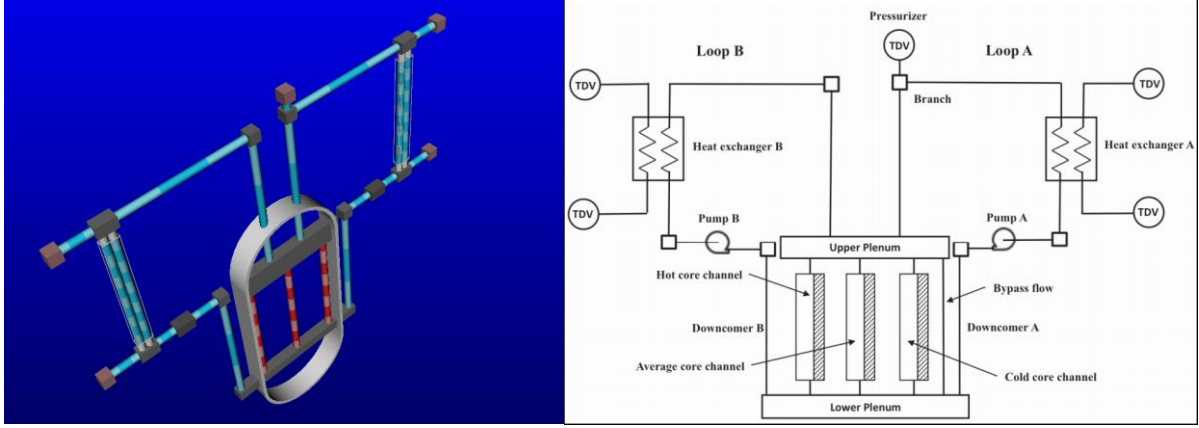 Pressurizer
Loop B
TDV
Loop A
TDV
TDV
Branch
Heat exchanger B
Heat exchanger A
TDV
TDV
Pump B
Pump A
Upper Plenum
Hot core channel
Bypass flow
Downcomer B
Downcomer A
Average core channel
Cold core channel
Lower Plenum